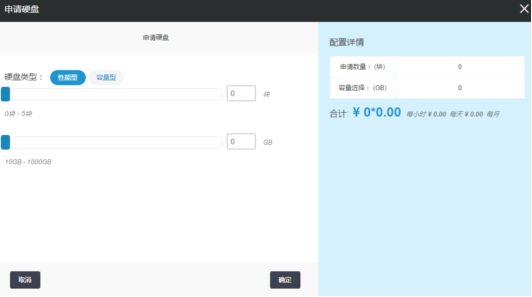 申请硬盘
申请硬盘
硬盘类型： 性能型 容量型
0 块
0块 - 5块
0 GB
10GB - 1000GB
取消 确定
配置详情
申请数量：(块) 0
容量选择：(GB) 0
合计: ¥ 0*0.00 每小时 ¥ 0.00 每天 ¥ 0.00 每月